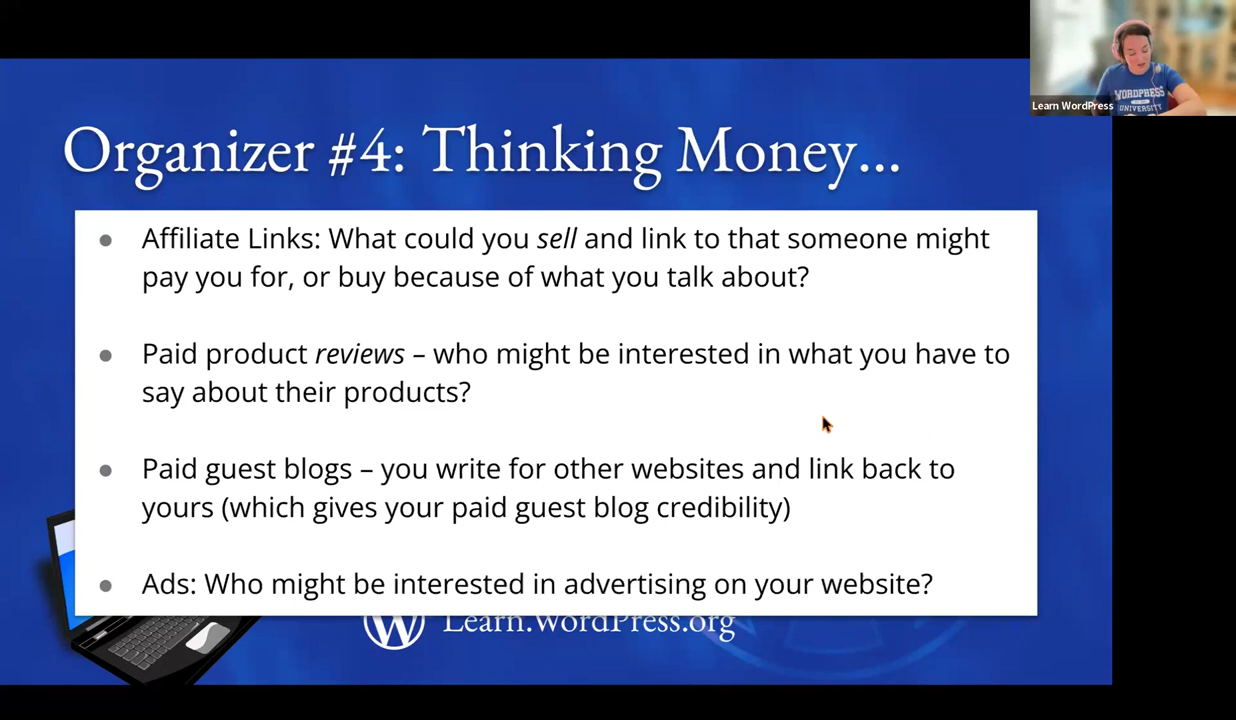 Organizer #4: Thinking Money...
● Affiliate Links: What could you sell and link to that someone might
pay you for, or buy because of what you talk about?
● Paid product reviews – who might be interested in what you have to
say about their products?
● Paid guest blogs – you write for other websites and link back to
yours (which gives your paid guest blog credibility)
● Ads: Who might be interested in advertising on your website?
Learn.WordPress.org
WORDPRESS
UNIVERSITY
Learn WordPress